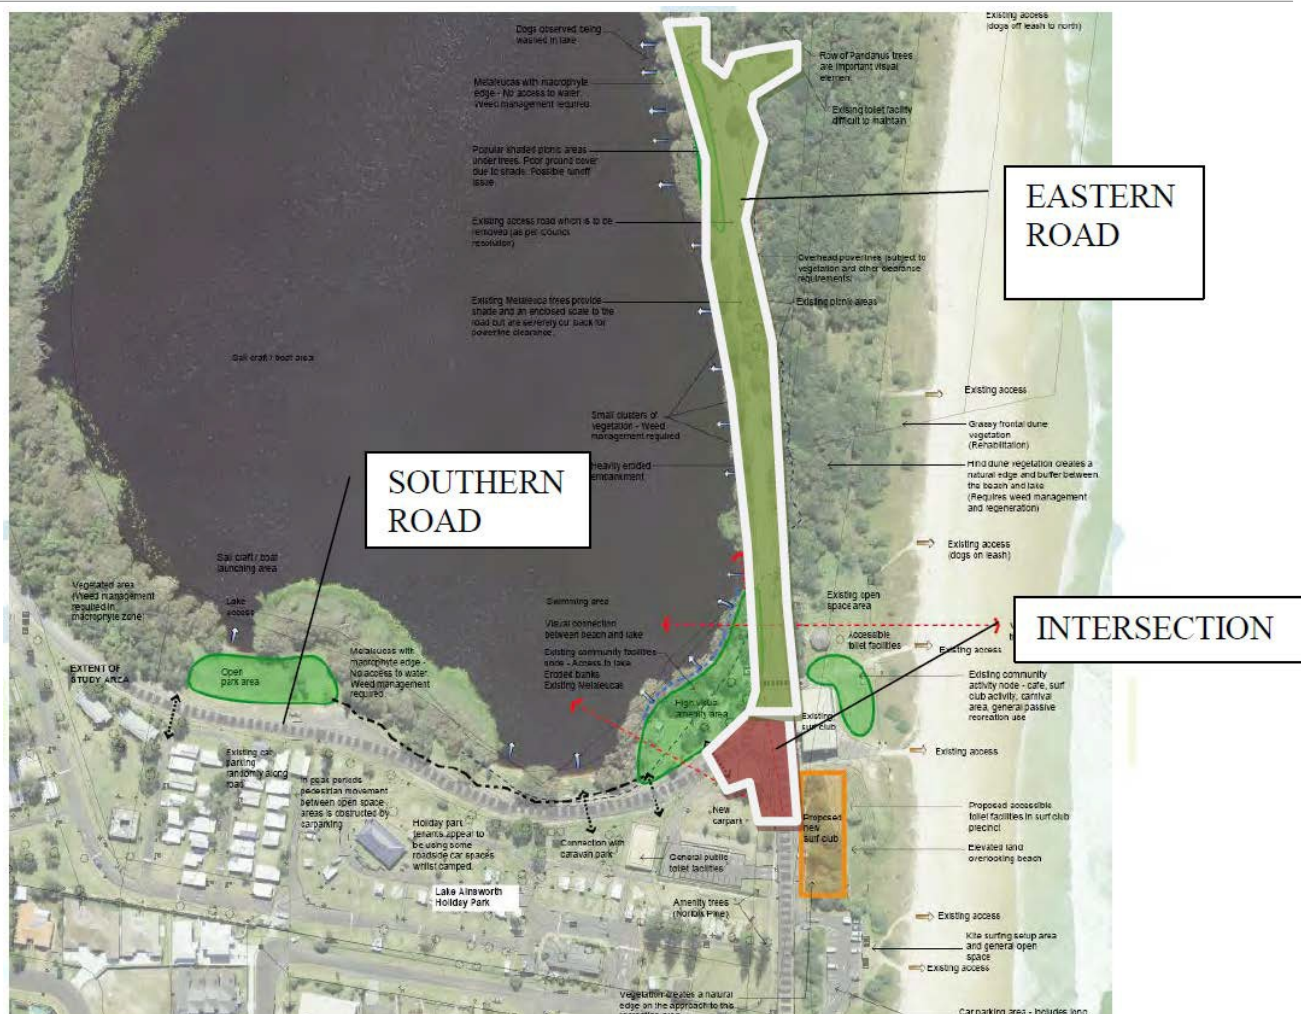 Existing access
(dogs off leash to north)
Dogs observed being
washed in lake
Row of Pandanus trees
are important visual
element
Melaleucas with macrophyte
edge - No access to water.
Weed management required.
Existing toilet facility
difficult to maintain
Popular shaded picnic areas
under trees. Poor ground cover
due to shade. Possible runoff
issue.
EASTERN
ROAD
Existing access road which is to be
removed (as per Council
resolution)
Overhead powerlines (subject to
vegetation and other clearance
requirements)
Existing picnic areas
Existing Melaleuca trees provide
shade and an enclosed scale to the
road but are severely cut back for
powerline clearance.
Sail craft / boat area
Existing access
Small clusters of
vegetation - Weed
management required
Grassy frontal dune
vegetation
(Rehabilitation)
Heavily eroded
embankment
Hind dune vegetation creates a
natural edge and buffer between
the beach and lake
(Requires weed management
and regeneration)
SOUTHERN
ROAD
Existing access
(dogs on leash)
Sail craft / boat
launching area
Vegetated area
(Weed management
required in
macrophyte zone)
Lake
access
Swimming area
Existing open
space area
Visual connection
between beach and lake
Accessible
toilet facilities
INTERSECTION
Existing access
Existing community facilities
node - Access to lake
Eroded banks
Existing Melaleucas
Melaleucas with
macrophyte edge -
No access to water.
Weed management
required
EXTENT OF
STUDY AREA
Open
park area
Existing community
activity node - cafe, surf
club activity, carnival
area, general passive
recreation use
High visual
amenity area
Existing
surf club
Existing access
Existing car
parking
randomly along
road
In peak periods
pedestrian movement
between open space
areas is obstructed by
carparking
Holiday park
tenants appear to
be using some
roadside car spaces
whilst camped.
New
carpark
Proposed
new
surf club
Proposed accessible
toilet facilities in surf club
precinct
Connection with
caravan park
General public
toilet facilities
Elevated land
overlooking beach
Lake Ainsworth
Holiday Park
Amenity trees
(Norfolk Pine)
Existing access
Kite surfing setup area
and general open
space
Existing access
Vegetation creates a natural
edge on the approach to this
Car parking area - includes long